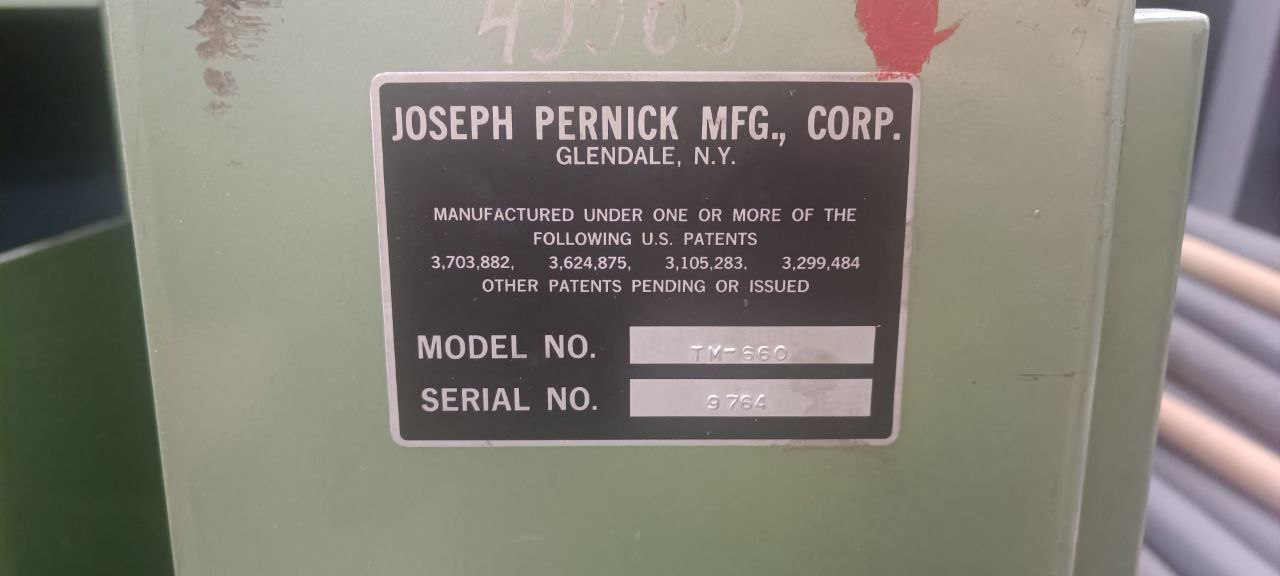 JOSEPH PERNICK MFG., CORP.
GLENDALE, N.Y.
MANUFACTURED UNDER ONE OR MORE OF THE
FOLLOWING U.S. PATENTS
3,703,882, 3,624,875, 3,105,283, 3,299,484
OTHER PATENTS PENDING OR ISSUED
MODEL NO. TM-660
SERIAL NO. 9764